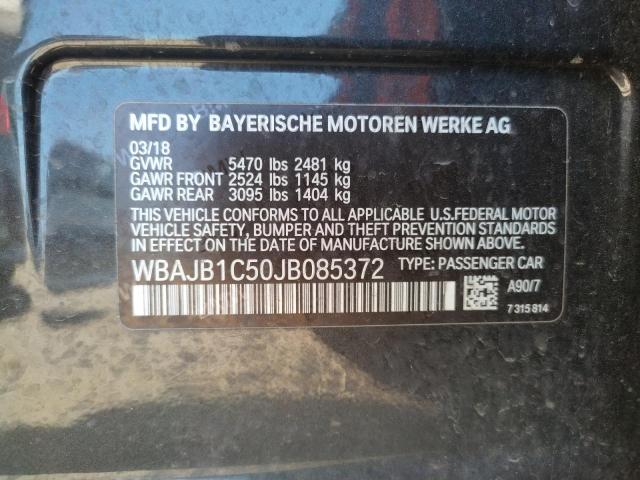 MFD BY BAYERISCHE MOTOREN WERKE AG
03/18
GVWR 5470 lbs 2481 kg
GAWR FRONT 2524 lbs 1145 kg
GAWR REAR 3095 lbs 1404 kg
THIS VEHICLE CONFORMS TO ALL APPLICABLE U.S.FEDERAL MOTOR
VEHICLE SAFETY, BUMPER AND THEFT PREVENTION STANDARDS
IN EFFECT ON THE DATE OF MANUFACTURE SHOWN ABOVE.
WBAJB1C50JB085372 TYPE: PASSENGER CAR
A90/7
7 315 814